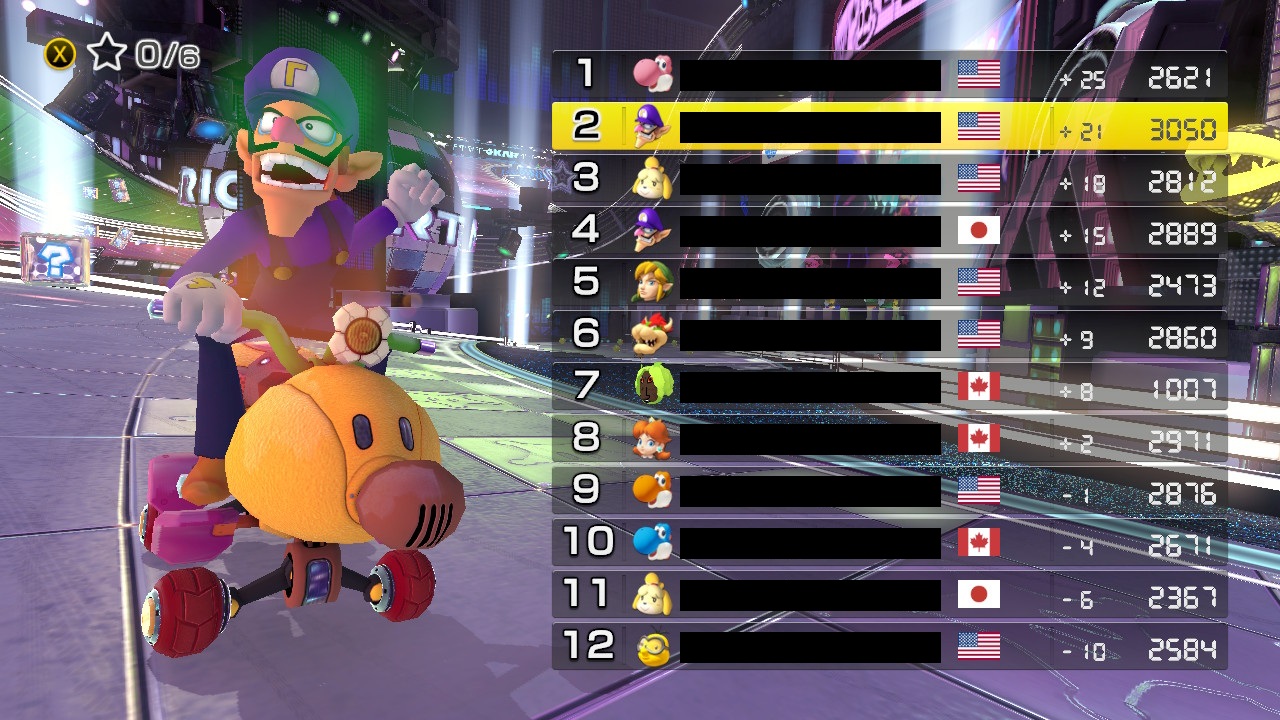 X 0/6
1 + 25 2621
2 + 21 3050
3 + 18 2812
4 + 15 2889
5 + 12 2473
6 + 9 2860
7 + 8 1007
8 + 2 2971
9 - 1 2876
10 - 4 2671
11 - 6 2367
12 - 10 2584